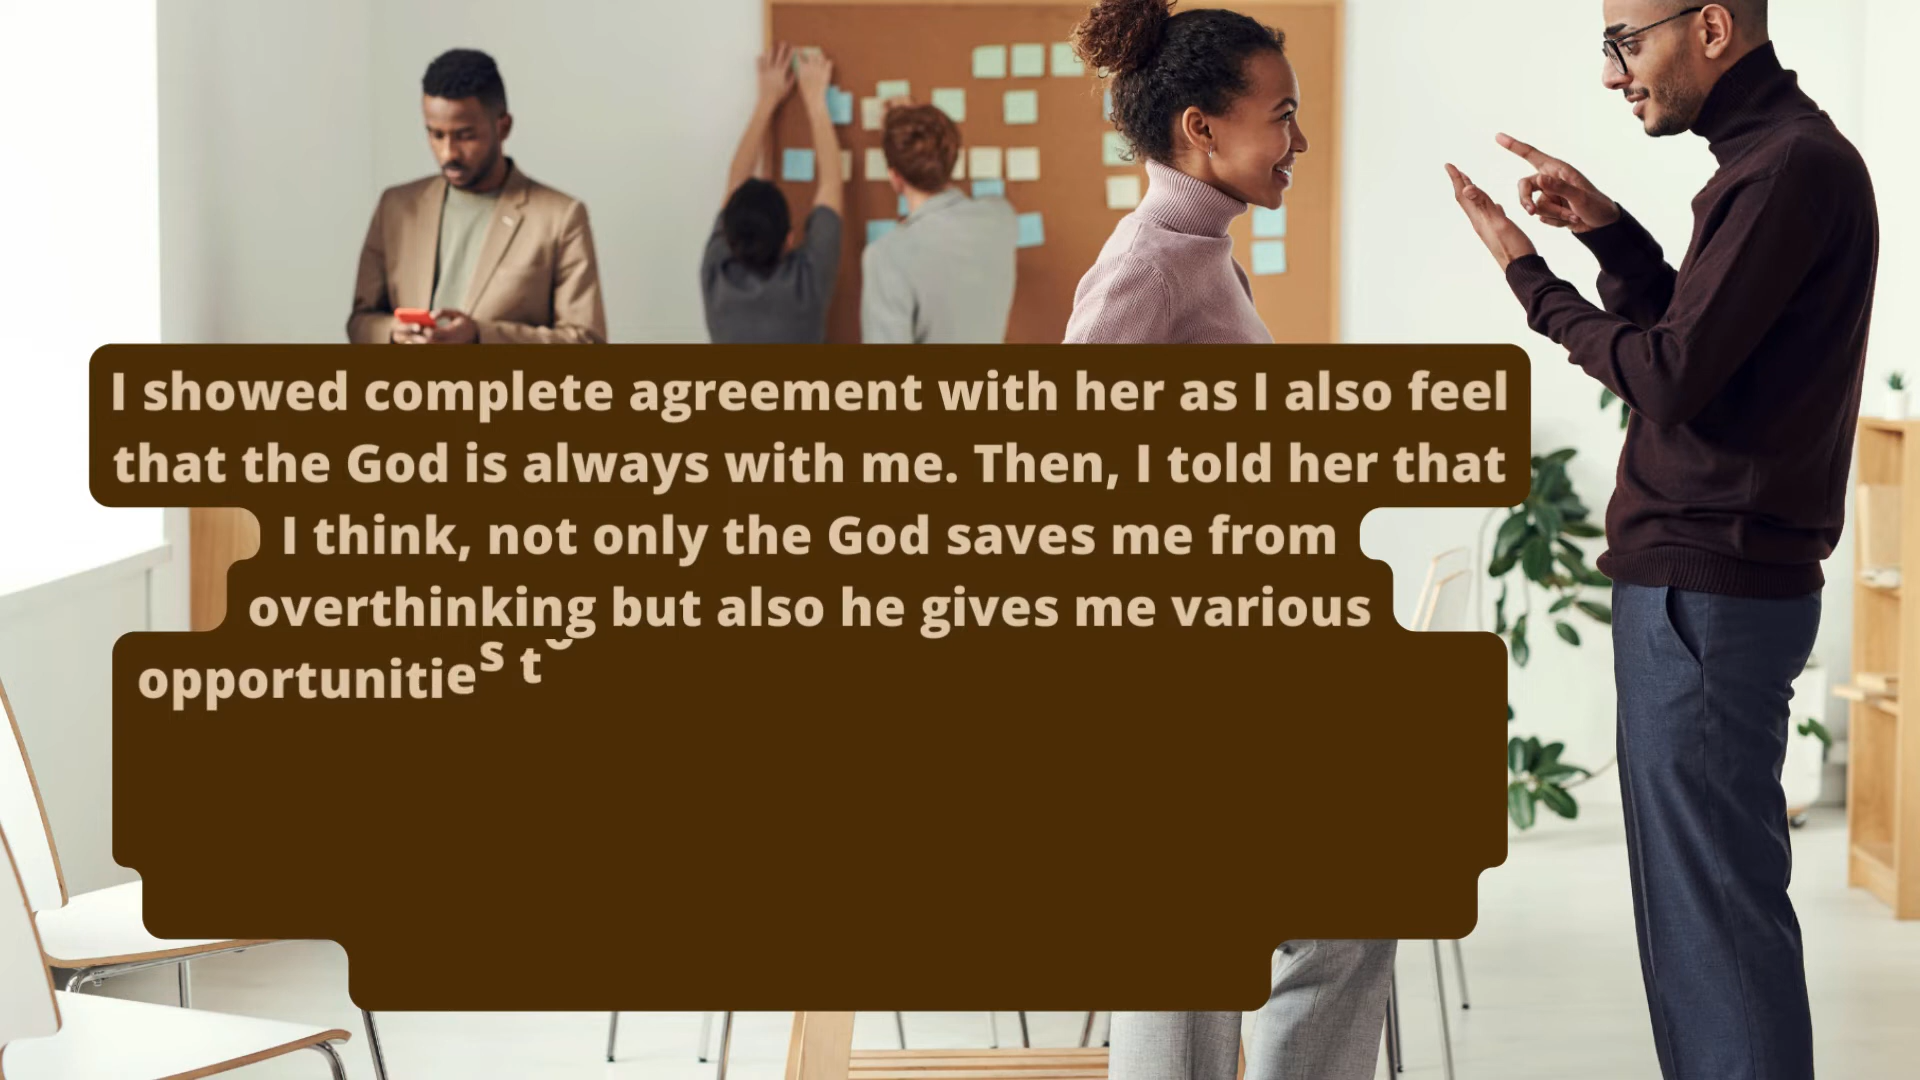 I showed complete agreement with her as I also feel
that the God is always with me. Then, I told her that
I think, not only the God saves me from
overthinking but also he gives me various
opportunities t